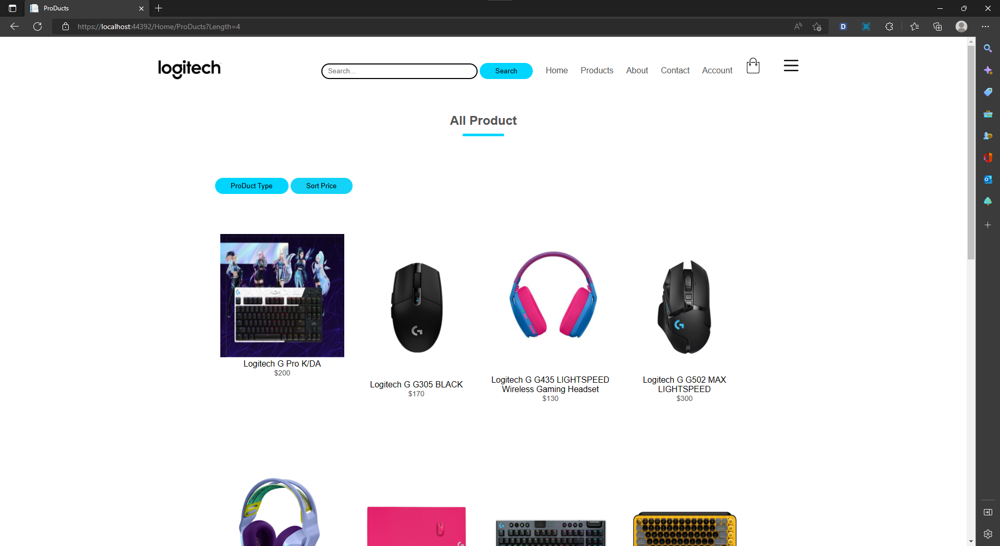 ProDucts
https://localhost:44392/Home/ProDucts?Length=4
logitech
Search...
Search
Home
Products
About
Contact
Account
All Product
ProDuct Type
Sort Price
Logitech G Pro K/DA
$200
Logitech G G305 BLACK
$170
Logitech G G435 LIGHTSPEED
Wireless Gaming Headset
$130
Logitech G G502 MAX
LIGHTSPEED
$300